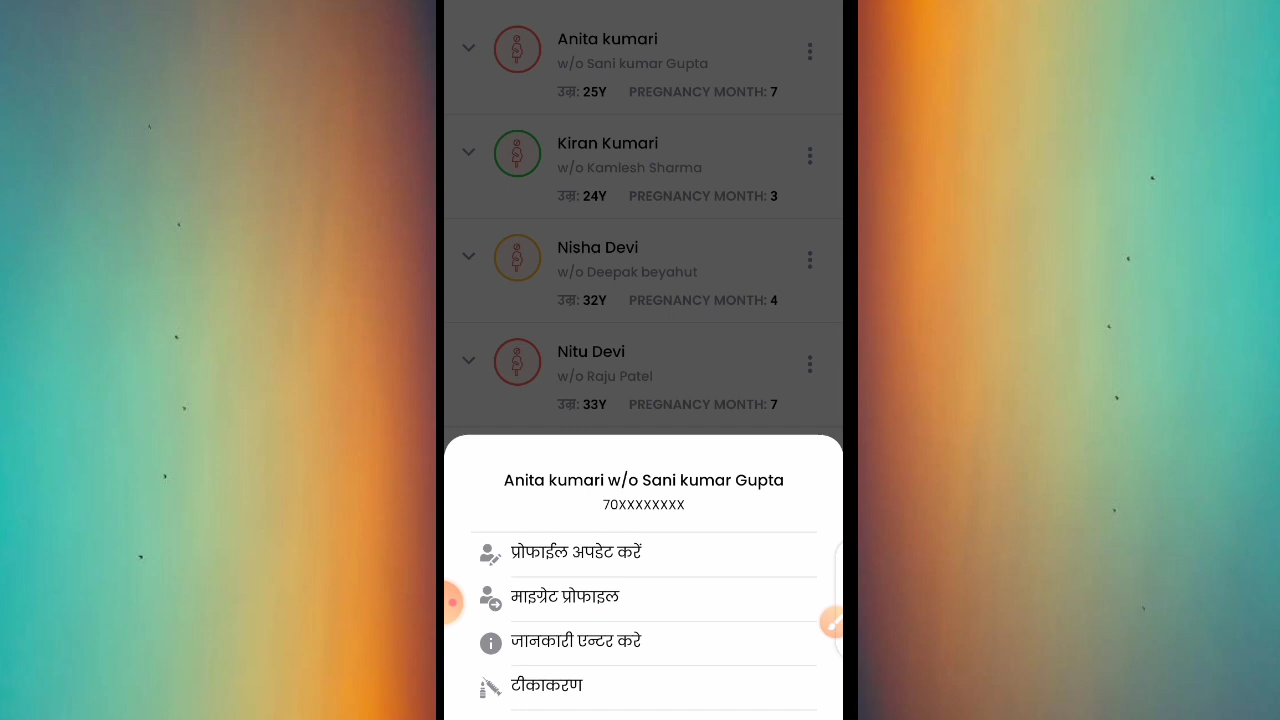 Anita kumari
w/o Sani kumar Gupta
उम्र: 25Y PREGNANCY MONTH: 7
Kiran Kumari
w/o Kamlesh Sharma
उम्र: 24Y PREGNANCY MONTH: 3
Nisha Devi
w/o Deepak beyahut
उम्र: 32Y PREGNANCY MONTH: 4
Nitu Devi
w/o Raju Patel
उम्र: 33Y PREGNANCY MONTH: 7
Anita kumari w/o Sani kumar Gupta
70XXXXXXXX
प्रोफाईल अपडेट करें
माइग्रेट प्रोफाइल
जानकारी एन्टर करे
टीकाकरण